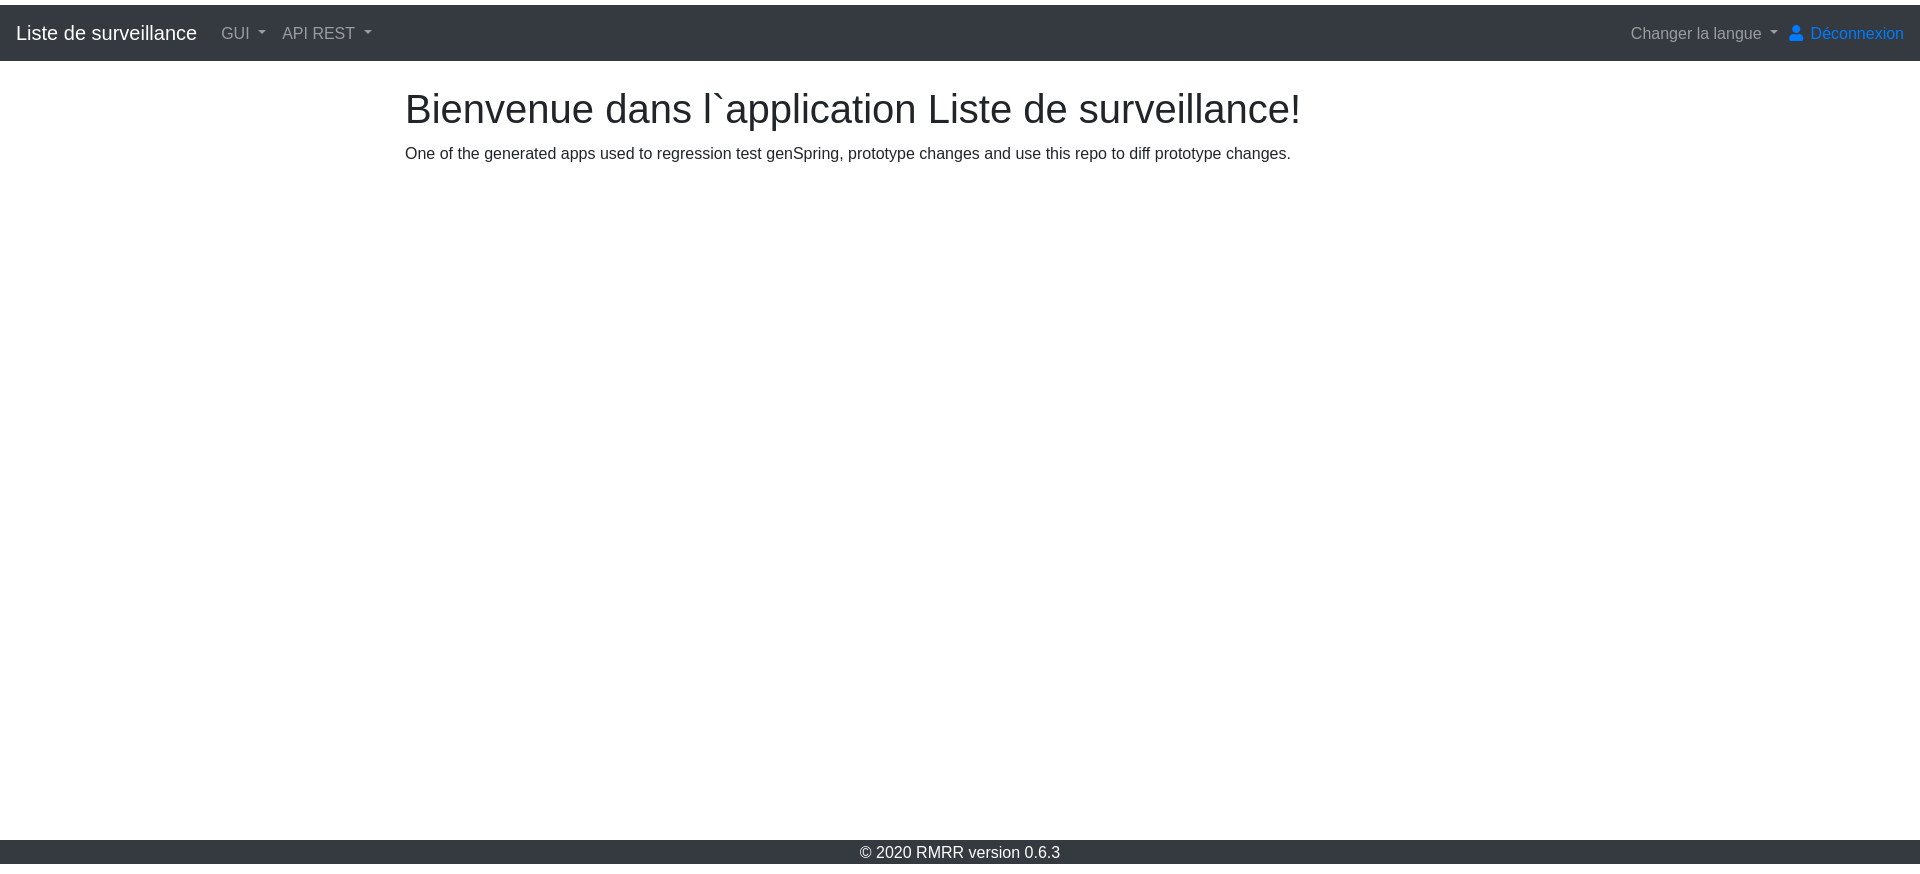 Liste de surveillance GUI API REST Changer la langue Déconnexion
Bienvenue dans l`application Liste de surveillance!
One of the generated apps used to regression test genSpring, prototype changes and use this repo to diff prototype changes.
© 2020 RMRR version 0.6.3